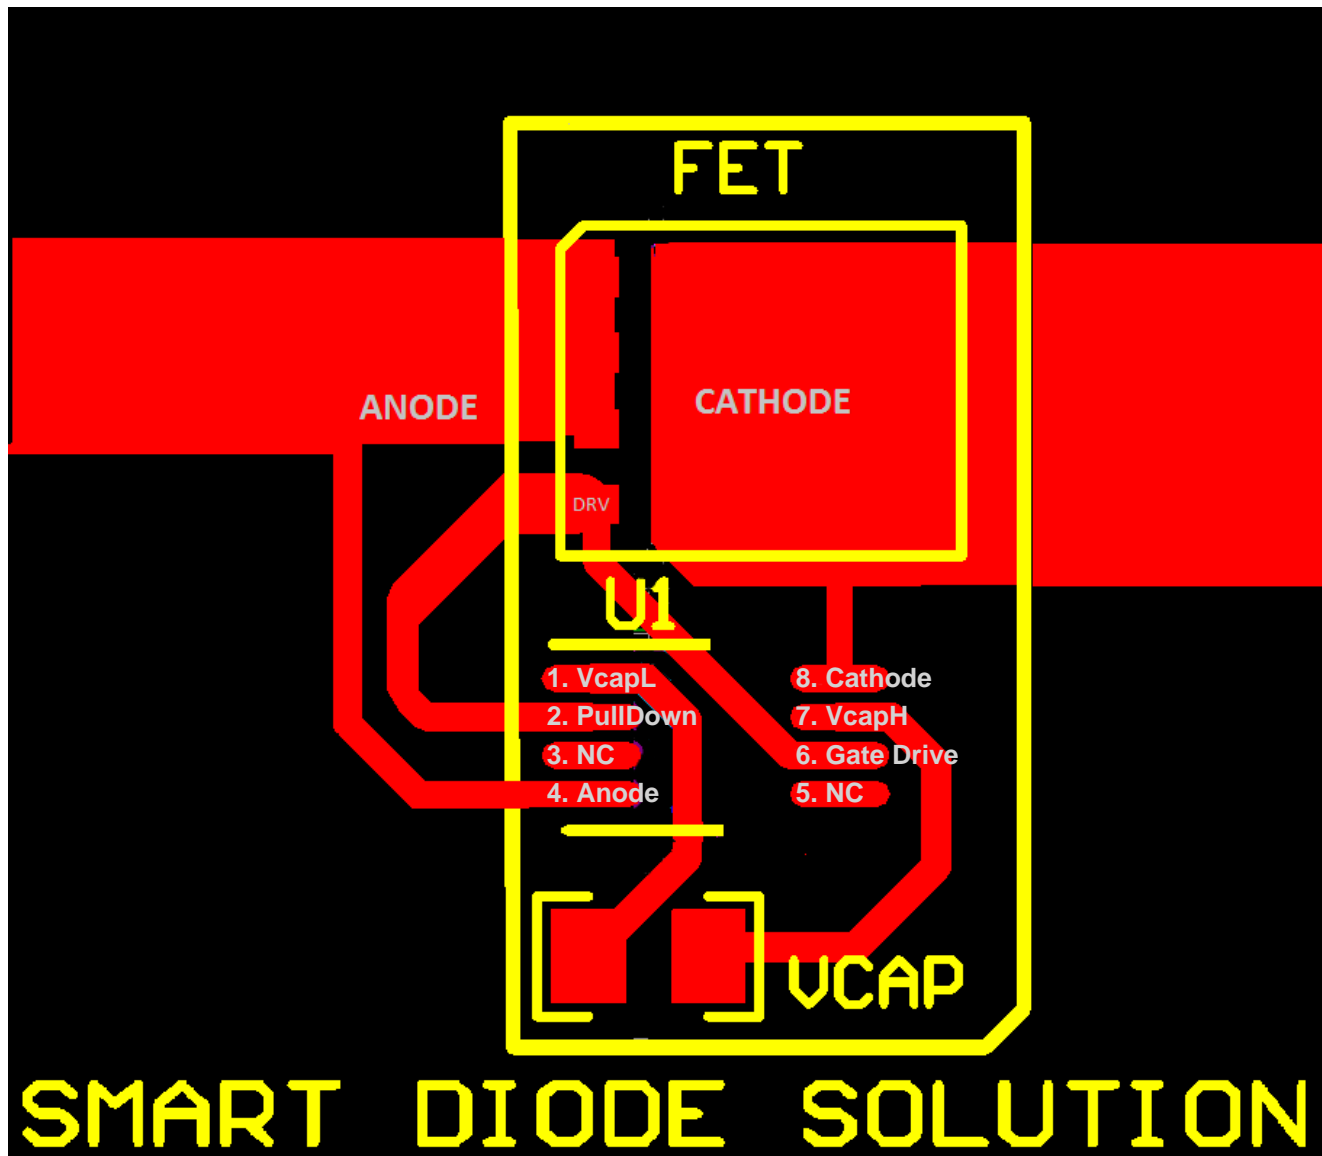 FET
ANODE
CATHODE
DRV
U1
1. VcapL
2. PullDown
3. NC
4. Anode
8. Cathode
7. VcapH
6. Gate Drive
5. NC
VCAP
SMART DIODE SOLUTION